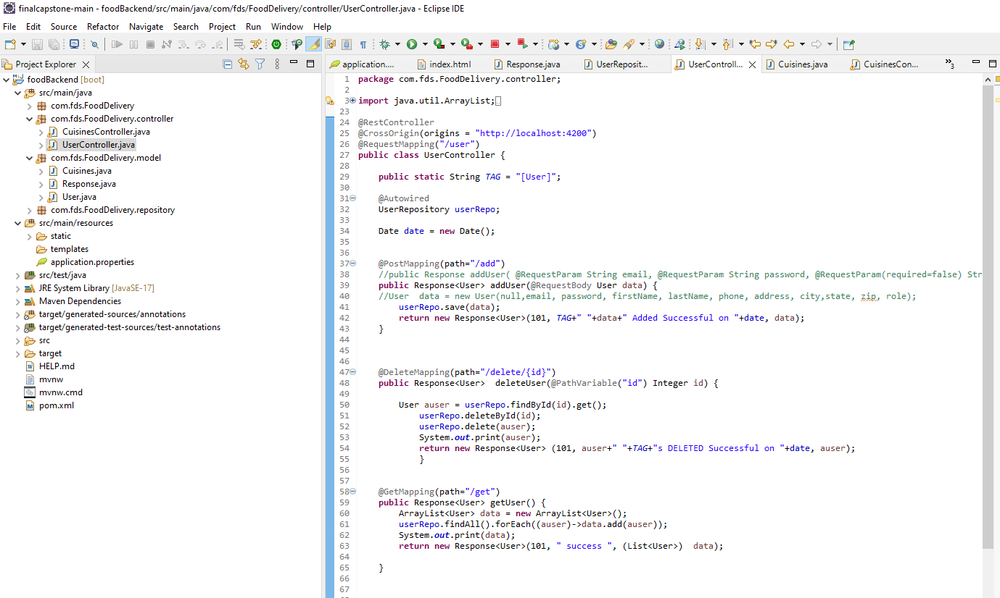 finalcapstone-main - foodBackend/src/main/java/com/fds/FoodDelivery/controller/UserController.java - Eclipse IDE
File Edit Source Refactor Navigate Search Project Run Window Help
Project Explorer
foodBackend [boot]
src/main/java
com.fds.FoodDelivery
com.fds.FoodDelivery.controller
CuisinesController.java
UserController.java
com.fds.FoodDelivery.model
Cuisines.java
Response.java
User.java
com.fds.FoodDelivery.repository
src/main/resources
static
templates
application.properties
src/test/java
JRE System Library [JavaSE-17]
Maven Dependencies
target/generated-sources/annotations
target/generated-test-sources/test-annotations
src
target
HELP.md
mvnw
mvnw.cmd
pom.xml
application.... index.html Response.java UserReposit... UserControll... Cuisines.java CuisinesCon... »3
1 package com.fds.FoodDelivery.controller;
2
3 import java.util.ArrayList;
23
24 @RestController
25 @CrossOrigin(origins = "http://localhost:4200")
26 @RequestMapping("/user")
27 public class UserController {
28
29 public static String TAG = "[User]";
30
31 @Autowired
32 UserRepository userRepo;
33
34 Date date = new Date();
35
36
37 @PostMapping(path="/add")
38 //public Response addUser( @RequestParam String email, @RequestParam String password, @RequestParam(required=false) Str
39 public Response<User> addUser(@RequestBody User data) {
40 //User  data = new User(null,email, password, firstName, lastName, phone, address, city,state, zip, role);
41 userRepo.save(data);
42 return new Response<User>(101, TAG+" "+data+" Added Successful on "+date, data);
43 }
44
45
46
47 @DeleteMapping(path="/delete/{id}")
48 public Response<User>  deleteUser(@PathVariable("id") Integer id) {
49
50 User auser = userRepo.findById(id).get();
51 userRepo.deleteById(id);
52 userRepo.delete(auser);
53 System.out.print(auser);
54 return new Response<User> (101, auser+" "+TAG+"s DELETED Successful on "+date, auser);
55 }
56
57
58 @GetMapping(path="/get")
59 public Response<User> getUser() {
60 ArrayList<User> data = new ArrayList<User>();
61 userRepo.findAll().forEach((auser)->data.add(auser));
62 System.out.print(data);
63 return new Response<User>(101, " success ", (List<User>)  data);
64
65 }
66
67